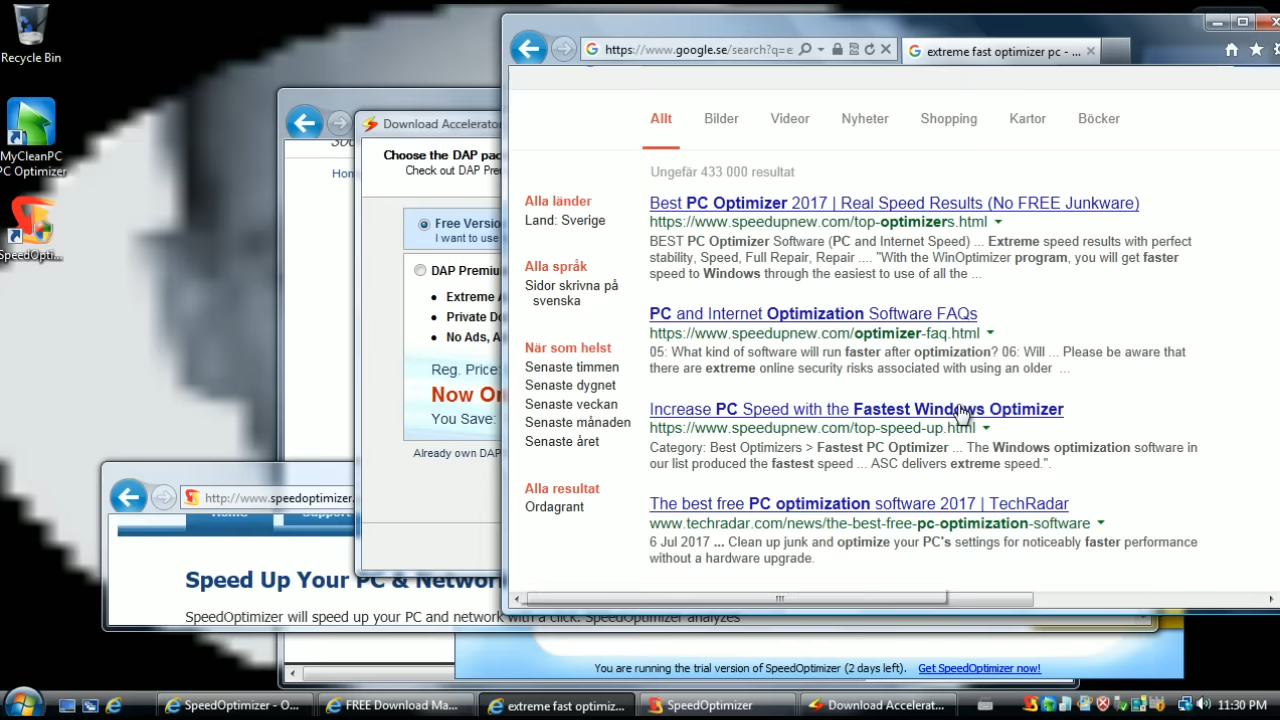 Recycle Bin
MyCleanPC
PC Optimizer
SpeedOpti...
https://www.google.se/search?q=e
extreme fast optimizer pc - ...
Allt
Bilder
Videor
Nyheter
Shopping
Kartor
Böcker
Ungefär 433 000 resultat
Alla länder
Land: Sverige
Alla språk
Sidor skrivna på
svenska
När som helst
Senaste timmen
Senaste dygnet
Senaste veckan
Senaste månaden
Senaste året
Alla resultat
Ordagrant
Best PC Optimizer 2017 | Real Speed Results (No FREE Junkware)
https://www.speedupnew.com/top-optimizers.html
BEST PC Optimizer Software (PC and Internet Speed) ... Extreme speed results with perfect
stability, Speed, Full Repair, Repair .... "With the WinOptimizer program, you will get faster
speed to Windows through the easiest to use of all the ...
PC and Internet Optimization Software FAQs
https://www.speedupnew.com/optimizer-faq.html
05: What kind of software will run faster after optimization? 06: Will ... Please be aware that
there are extreme online security risks associated with using an older ...
Increase PC Speed with the Fastest Windows Optimizer
https://www.speedupnew.com/top-speed-up.html
Category: Best Optimizers > Fastest PC Optimizer ... The Windows optimization software in
our list produced the fastest speed ... ASC delivers extreme speed.".
The best free PC optimization software 2017 | TechRadar
www.techradar.com/news/the-best-free-pc-optimization-software
6 Jul 2017 ... Clean up junk and optimize your PC's settings for noticeably faster performance
without a hardware upgrade.
Hom
Download Accelerator
Choose the DAP pac
Check out DAP Pre
Free Versio
I want to use
DAP Premiu
Extreme A
Private Do
No Ads, A
Reg. Price:
Now On
You Save:
Already own DAP
http://www.speedoptimizer.
Home
Support
Speed Up Your PC & Networ
SpeedOptimizer will speed up your PC and network with a click. SpeedOptimizer analyzes
You are running the trial version of SpeedOptimizer (2 days left).
Get SpeedOptimizer now!
SpeedOptimizer - O...
FREE Download Ma...
extreme fast optimiz...
SpeedOptimizer
Download Accelerat...
11:30 PM